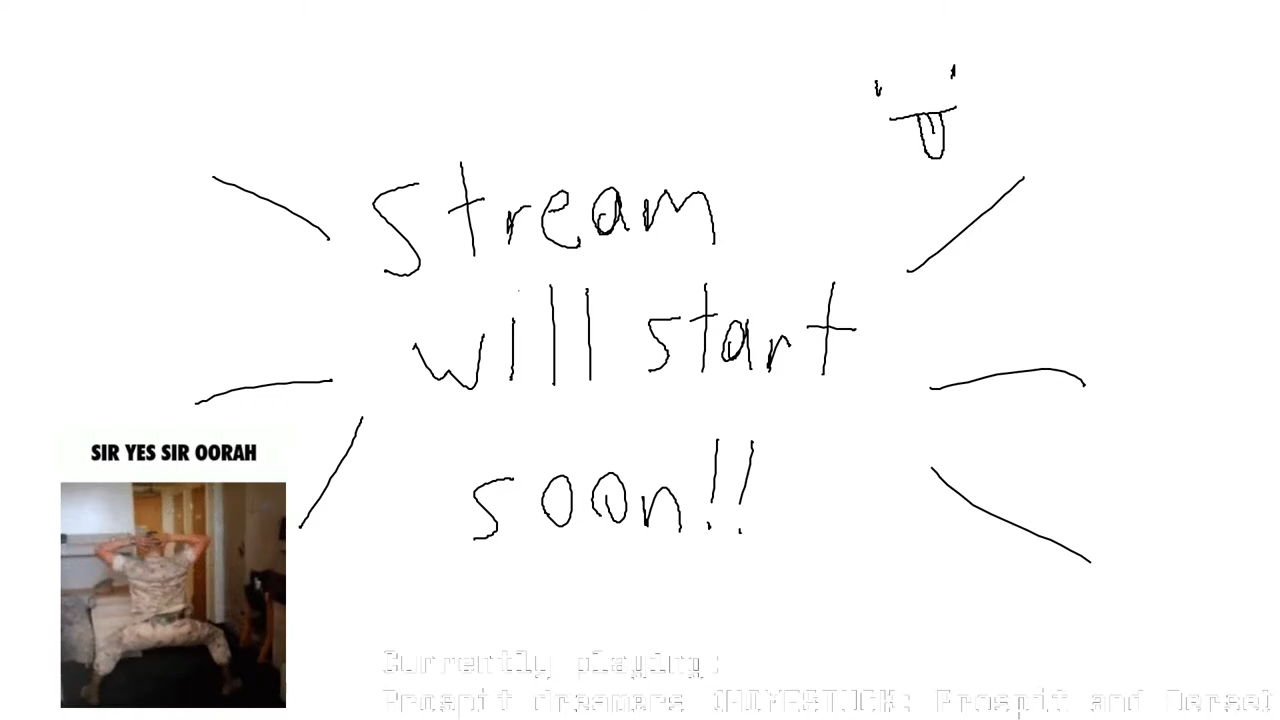 stream
will start
soon!!
SIR YES SIR OORAH
Currently playing:
Prospit dreamers (HOMESTUCK: Prospit and Derse)